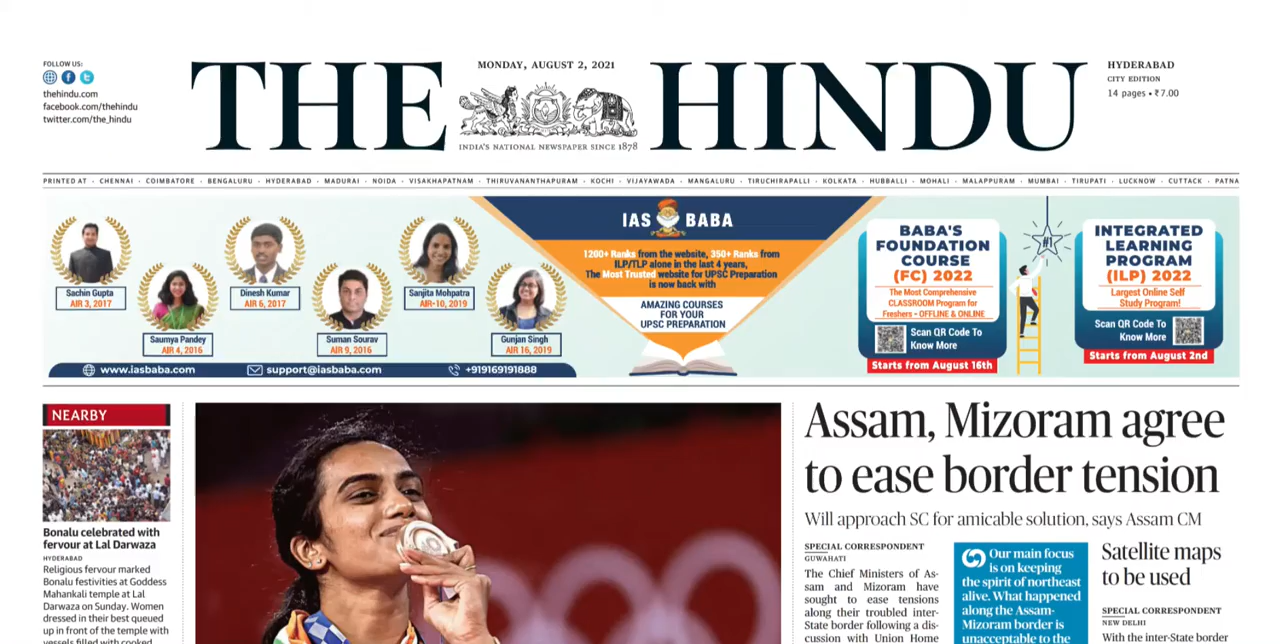 FOLLOW US:
thehindu.com
facebook.com/thehindu
twitter.com/the_hindu
THE HINDU
MONDAY, AUGUST 2, 2021
INDIA'S NATIONAL NEWSPAPER SINCE 1878
HYDERABAD
CITY EDITION
14 pages • ₹7.00
PRINTED AT · CHENNAI · COIMBATORE · BENGALURU · HYDERABAD · MADURAI · NOIDA · VISAKHAPATNAM · THIRUVANANTHAPURAM · KOCHI · VIJAYAWADA · MANGALURU · TIRUCHIRAPALLI · KOLKATA · HUBBALLI · MOHALI · MALAPPURAM · MUMBAI · TIRUPATI · LUCKNOW · CUTTACK · PATNA
Sachin Gupta
AIR 3, 2017
Saumya Pandey
AIR 4, 2016
Dinesh Kumar
AIR 6, 2017
Suman Sourav
AIR 9, 2016
Sanjita Mohpatra
AIR-10, 2019
Gunjan Singh
AIR 16, 2019
www.iasbaba.com
support@iasbaba.com
+919169191888
IAS BABA
1200+ Ranks from the website, 350+ Ranks from
ILP/TLP alone in the last 4 years,
The Most Trusted website for UPSC Preparation
is now back with
AMAZING COURSES
FOR YOUR
UPSC PREPARATION
BABA'S
FOUNDATION
COURSE
(FC) 2022
The Most Comprehensive
CLASSROOM Program for
Freshers - OFFLINE & ONLINE
Scan QR Code To
Know More
Starts from August 16th
#1
INTEGRATED
LEARNING
PROGRAM
(ILP) 2022
Largest Online Self
Study Program!
Scan QR Code To
Know More
Starts from August 2nd
NEARBY
Bonalu celebrated with
fervour at Lal Darwaza
HYDERABAD
Religious fervour marked
Bonalu festivities at Goddess
Mahankali temple at Lal
Darwaza on Sunday. Women
dressed in their best queued
up in front of the temple with
vessels filled with cooked
Assam, Mizoram agree
to ease border tension
Will approach SC for amicable solution, says Assam CM
SPECIAL CORRESPONDENT
GUWAHATI
The Chief Ministers of As-
sam and Mizoram have
sought to ease tensions
along their troubled inter-
State border following a dis-
cussion with Union Home
Our main focus
is on keeping
the spirit of northeast
alive. What happened
along the Assam-
Mizoram border is
unacceptable to the
Satellite maps
to be used
SPECIAL CORRESPONDENT
NEW DELHI
With the inter-State border